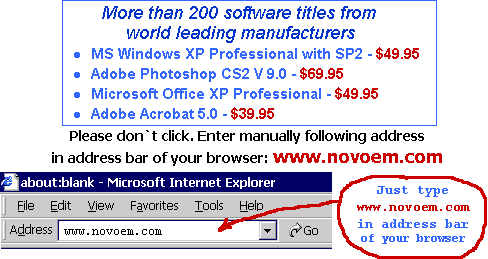 More than 200 software titles from
world leading manufacturers
• MS Windows XP Professional with SP2 - $49.95
• Adobe Photoshop CS2 V 9.0 - $69.95
• Microsoft Office XP Professional - $49.95
• Adobe Acrobat 5.0 - $39.95
Please don`t click. Enter manually following address
in address bar of your browser: www.novoem.com
about:blank - Microsoft Internet Explorer
File Edit View Favorites Tools Help
Address www.novoem.com Go
Just type
www.novoem.com
in address bar
of your browser